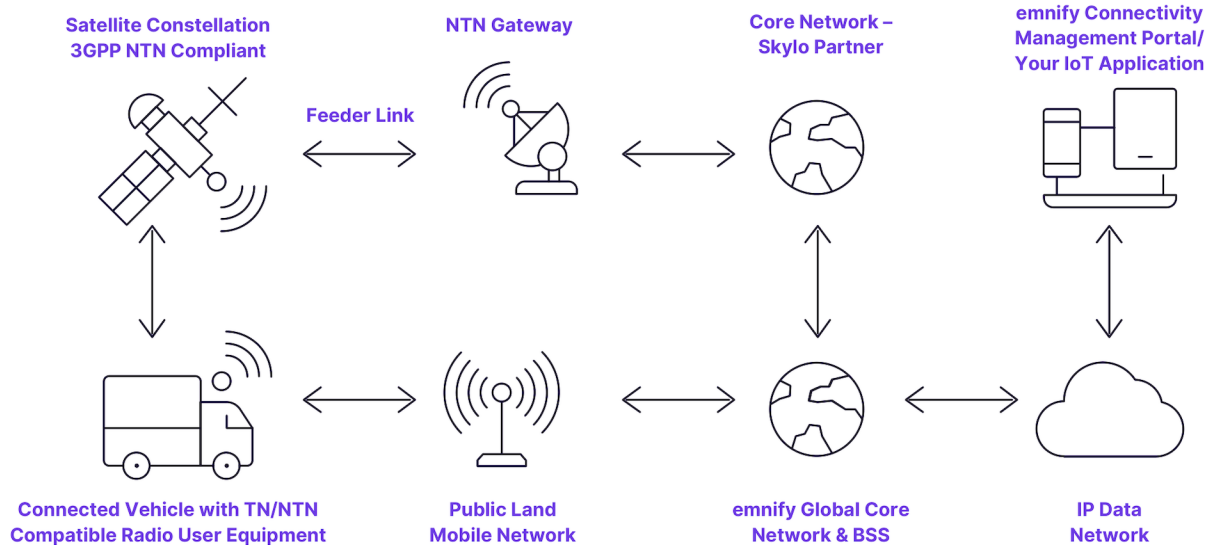 Satellite Constellation
3GPP NTN Compliant
NTN Gateway
Core Network –
Skylo Partner
emnify Connectivity
Management Portal/
Your IoT Application
Feeder Link
Connected Vehicle with TN/NTN
Compatible Radio User Equipment
Public Land
Mobile Network
emnify Global Core
Network & BSS
IP Data
Network